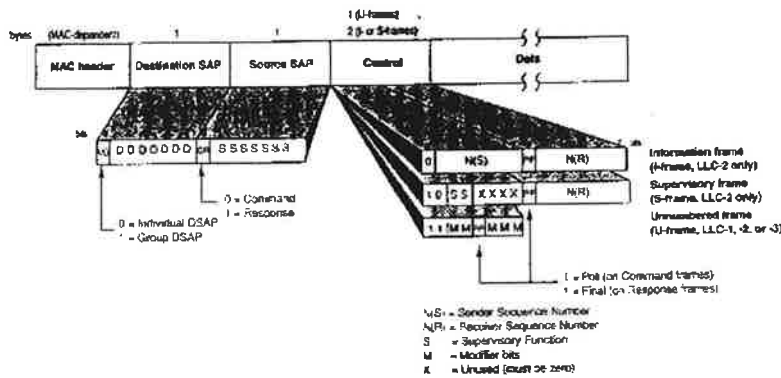 1 (U-frames)
bytes (MAC-dependent) 1 1 2 (I- or S-frames)
MAC header Destination SAP Source SAP Control Data
bits
I/G D D D D D D D C/R S S S S S S S
0 N(S) P/F N(R)
Information frame
(I-frame, LLC-2 only)
1 0 S S X X X X P/F N(R)
Supervisory frame
(S-frame, LLC-2 only)
1 1 M M P/F M M M
Unnumbered frame
(U-frame, LLC-1, -2, or -3)
0 = Command
1 = Response
0 = Individual DSAP
1 = Group DSAP
= Poll (on Command frames)
1 = Final (on Response frames)
N(S) = Sender Sequence Number
N(R) = Receiver Sequence Number
S = Supervisory Function
M = Modifier bits
X = Unused (must be zero)